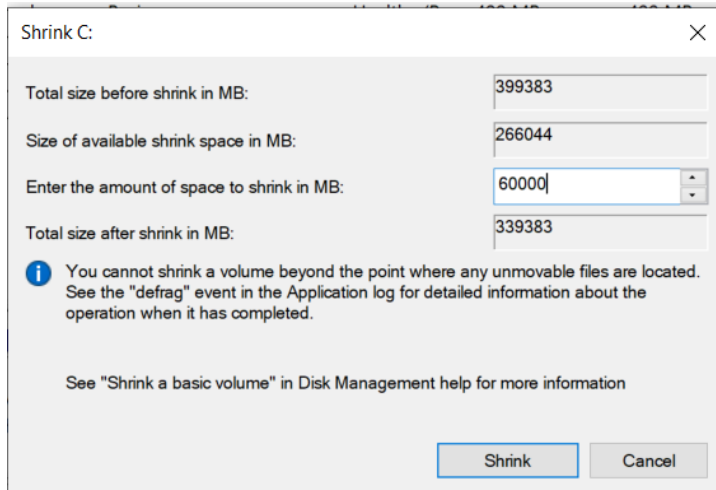 Shrink C:
Total size before shrink in MB: 399383
Size of available shrink space in MB: 266044
Enter the amount of space to shrink in MB: 60000
Total size after shrink in MB: 339383
You cannot shrink a volume beyond the point where any unmovable files are located.
See the "defrag" event in the Application log for detailed information about the
operation when it has completed.
See "Shrink a basic volume" in Disk Management help for more information
Shrink Cancel